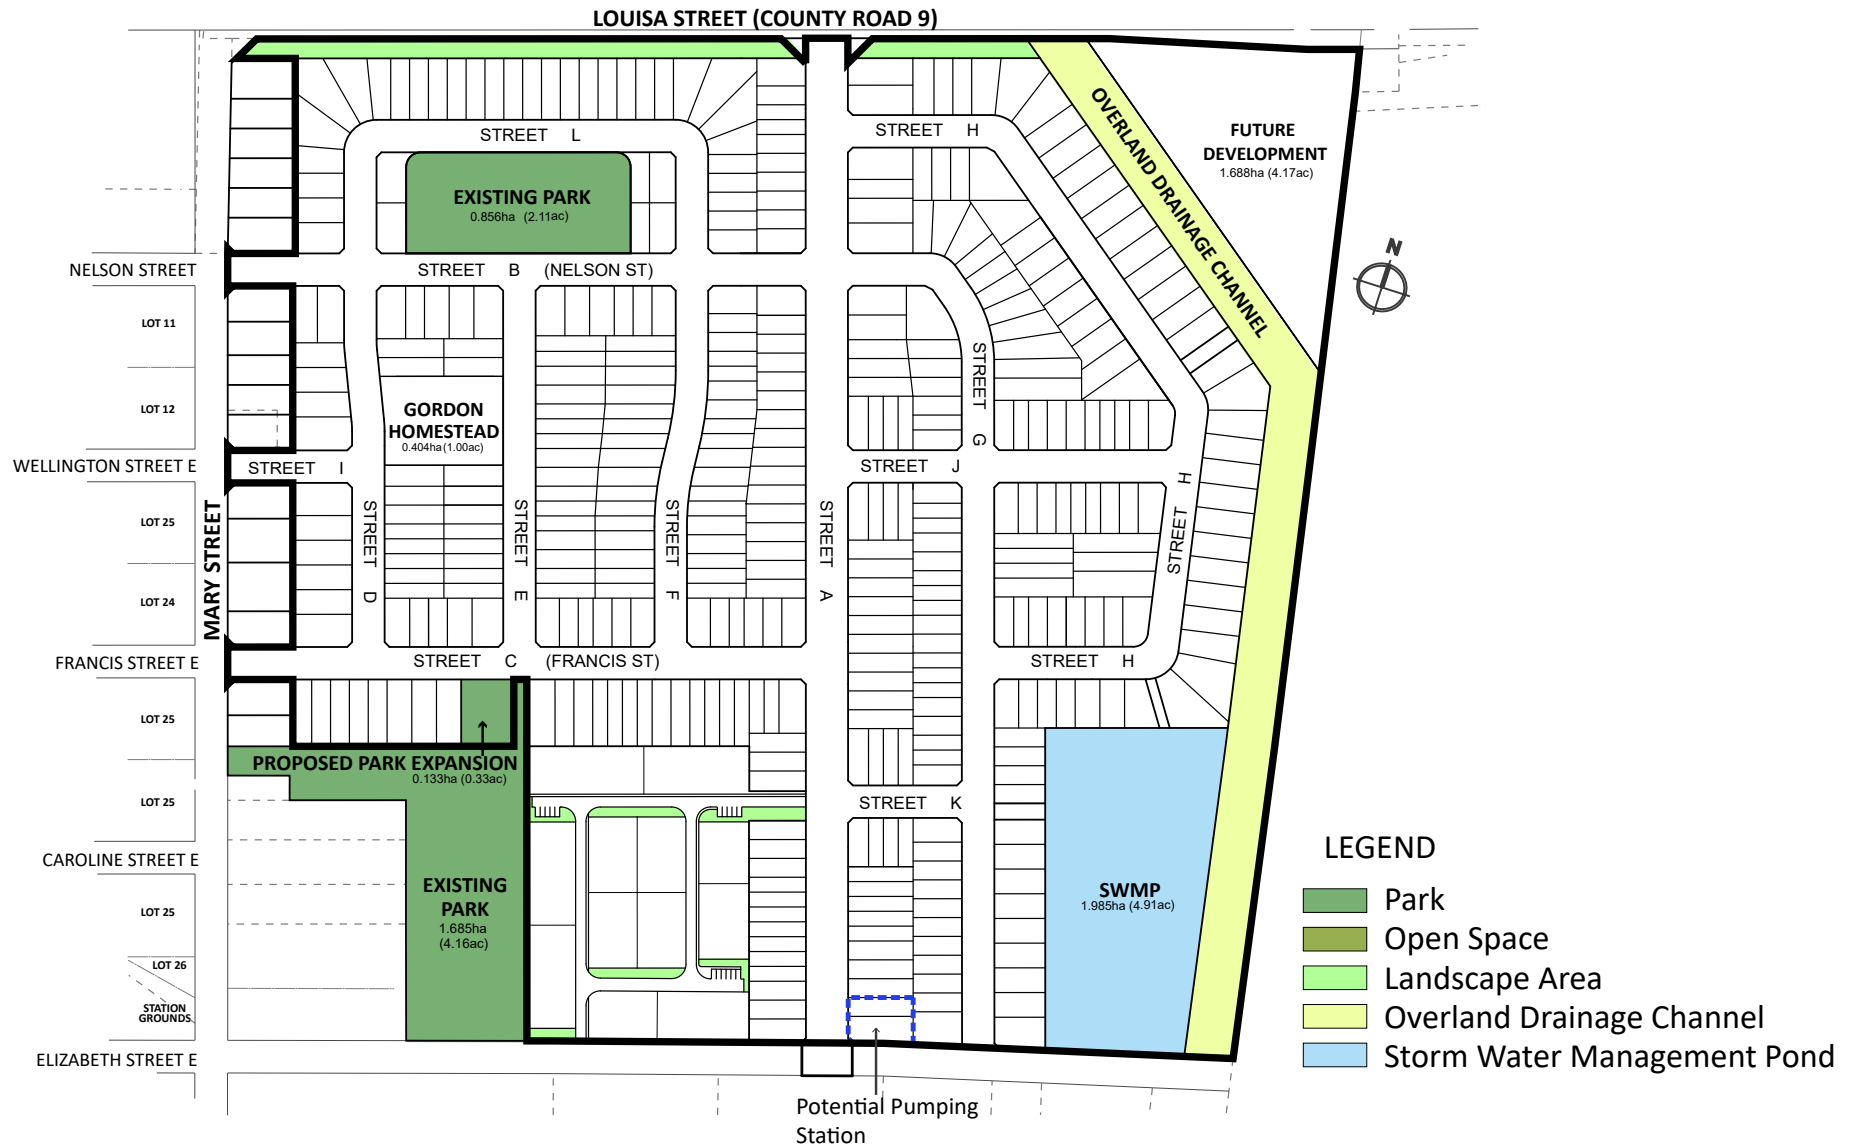 LOUISA STREET (COUNTY ROAD 9)
STREET L
STREET H
OVERLAND DRAINAGE CHANNEL
FUTURE
DEVELOPMENT
1.688ha (4.17ac)
EXISTING PARK
0.856ha (2.11ac)
N
NELSON STREET
STREET B (NELSON ST)
LOT 11
LOT 12
STREET G
GORDON
HOMESTEAD
0.404ha (1.00ac)
WELLINGTON STREET E
STREET I
STREET J
STREET H
MARY STREET
STREET D
STREET E
STREET F
STREET A
LOT 25
LOT 24
FRANCIS STREET E
STREET C (FRANCIS ST)
STREET H
LOT 25
PROPOSED PARK EXPANSION
0.133ha (0.33ac)
LOT 25
STREET K
CAROLINE STREET E
EXISTING
PARK
1.685ha
(4.16ac)
SWMP
1.985ha (4.91ac)
LOT 25
LOT 26
STATION
GROUNDS
ELIZABETH STREET E
Potential Pumping
Station
LEGEND
Park
Open Space
Landscape Area
Overland Drainage Channel
Storm Water Management Pond